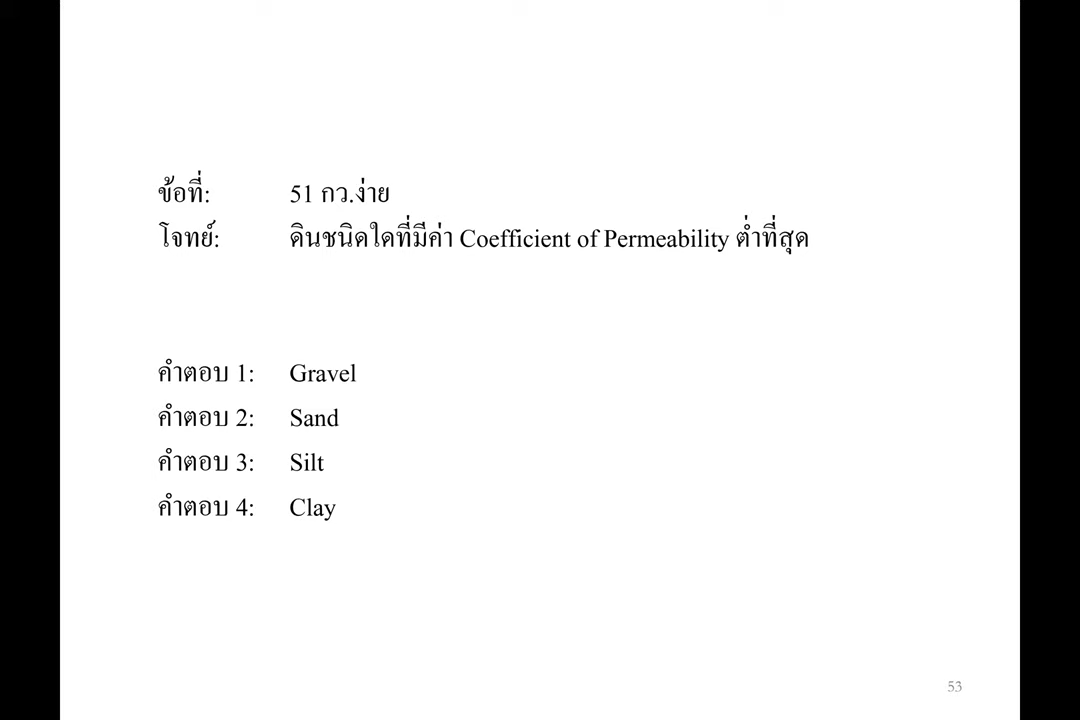 ข้อที่: 51 กว.ง่าย
โจทย์: ดินชนิดใดที่มีค่า Coefficient of Permeability ต่ำที่สุด
คำตอบ 1: Gravel
คำตอบ 2: Sand
คำตอบ 3: Silt
คำตอบ 4: Clay
53